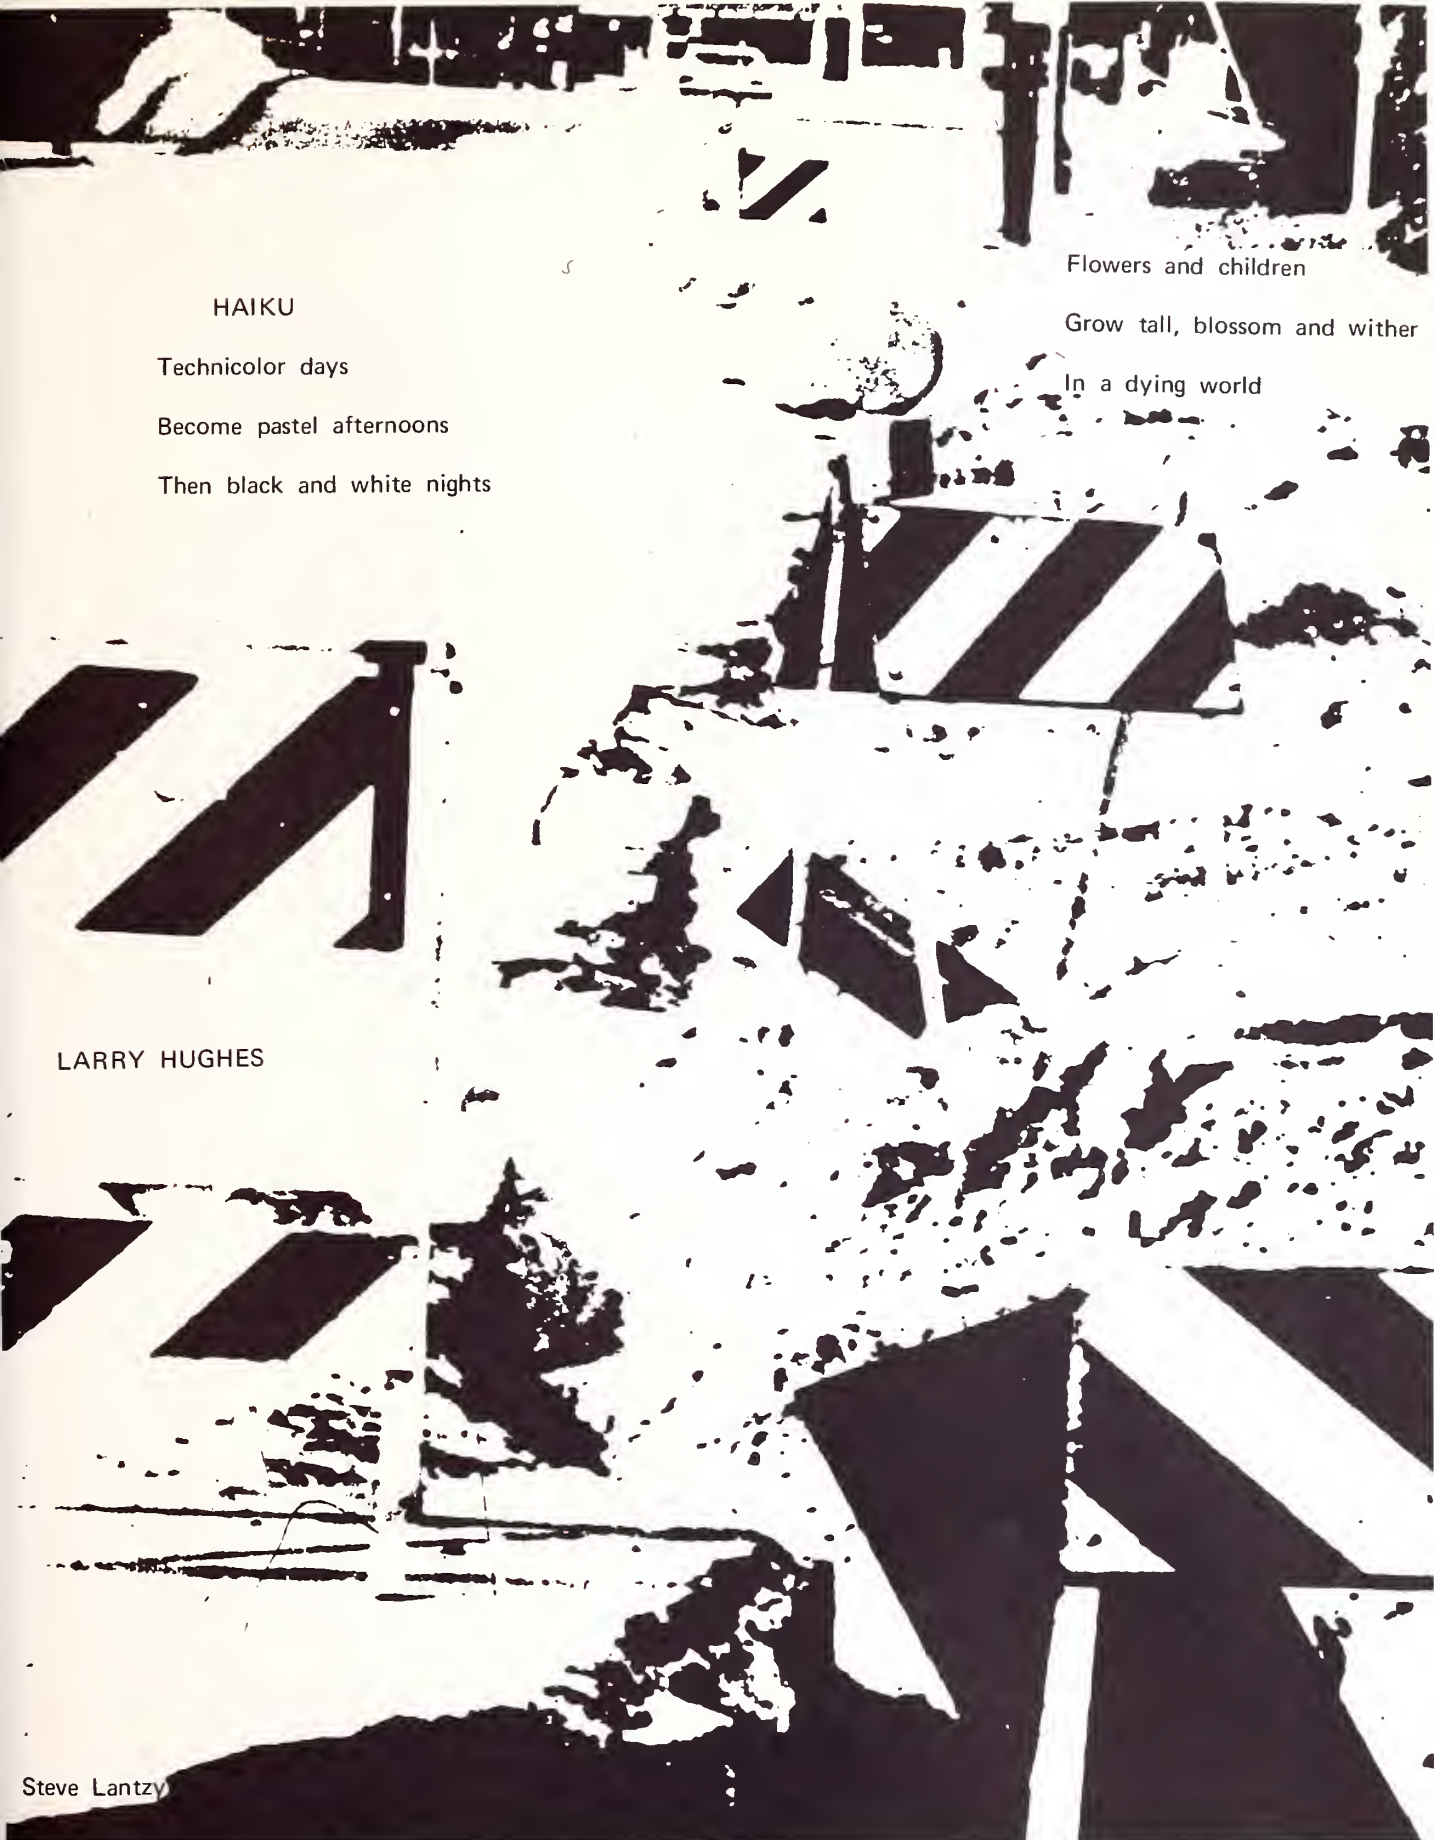 HAIKU
Technicolor days
Become pastel afternoons
Then black and white nights
Flowers and children
Grow tall, blossom and wither
In a dying world
LARRY HUGHES
Steve Lantzy